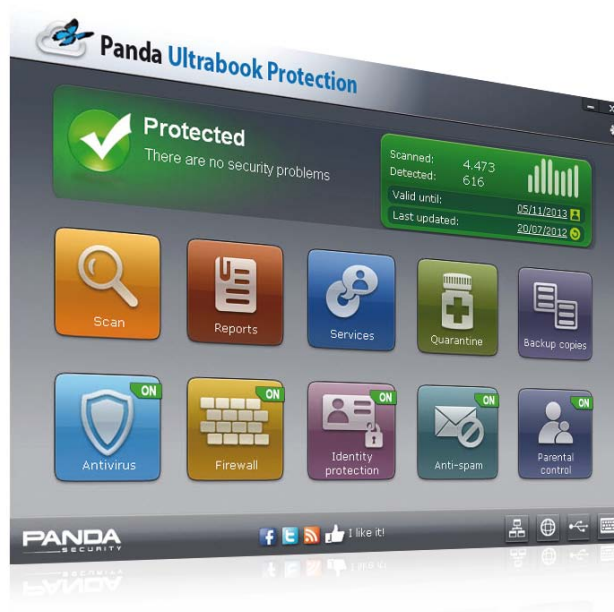 Panda Ultrabook Protection
Protected
There are no security problems
Scanned: 4.473
Detected: 616
Valid until: 05/11/2013
Last updated: 20/07/2012
Scan
Reports
Services
Quarantine
Backup copies
ON
ON
ON
ON
ON
Antivirus
Firewall
Identity
protection
Anti-spam
Parental
control
PANDA
SECURITY
I like it!